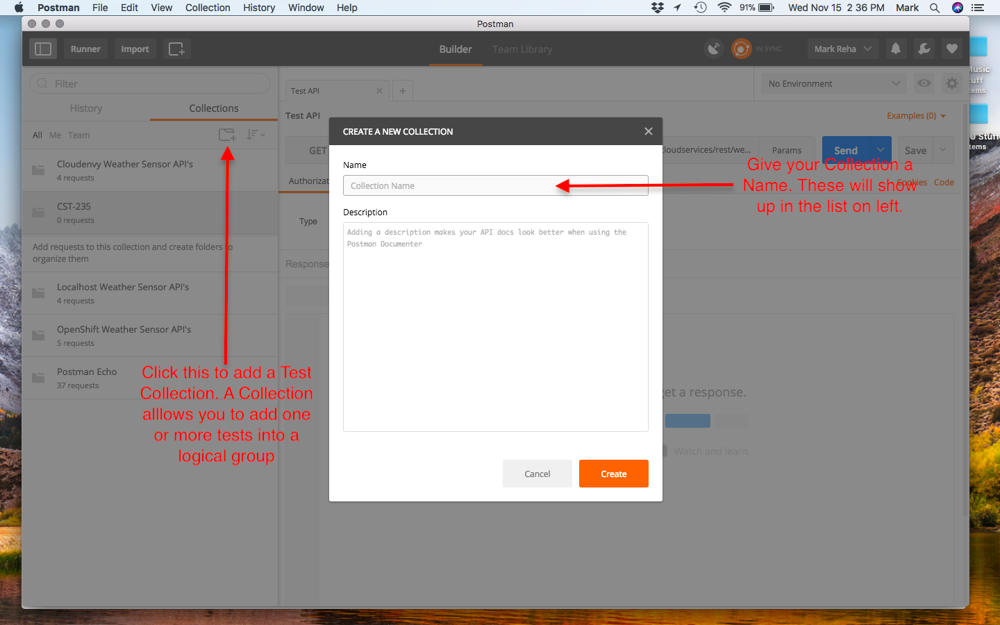 Postman File Edit View Collection History Window Help 91% Wed Nov 15 2 36 PM Mark
Postman
Runner Import Builder Team Library IN SYNC Mark Reha
Filter
History Collections
All Me Team
Cloudenvy Weather Sensor API's
4 requests
CST-235
0 requests
Add requests to this collection and create folders to
organize them
Localhost Weather Sensor API's
4 requests
OpenShift Weather Sensor API's
5 requests
Postman Echo
37 requests
Click this to add a Test
Collection. A Collection
alllows you to add one
or more tests into a
logical group
Test API
No Environment
Test API
Examples (0)
GET
cloudservices/rest/we...
Params
Send
Save
Authorizat
Cookies Code
Type
Response
CREATE A NEW COLLECTION
Name
Collection Name
Description
Adding a description makes your API docs look better when using the
Postman Documenter
Cancel Create
Give your Collection a
Name. These will show
up in the list on left.
get a response.
Watch and learn